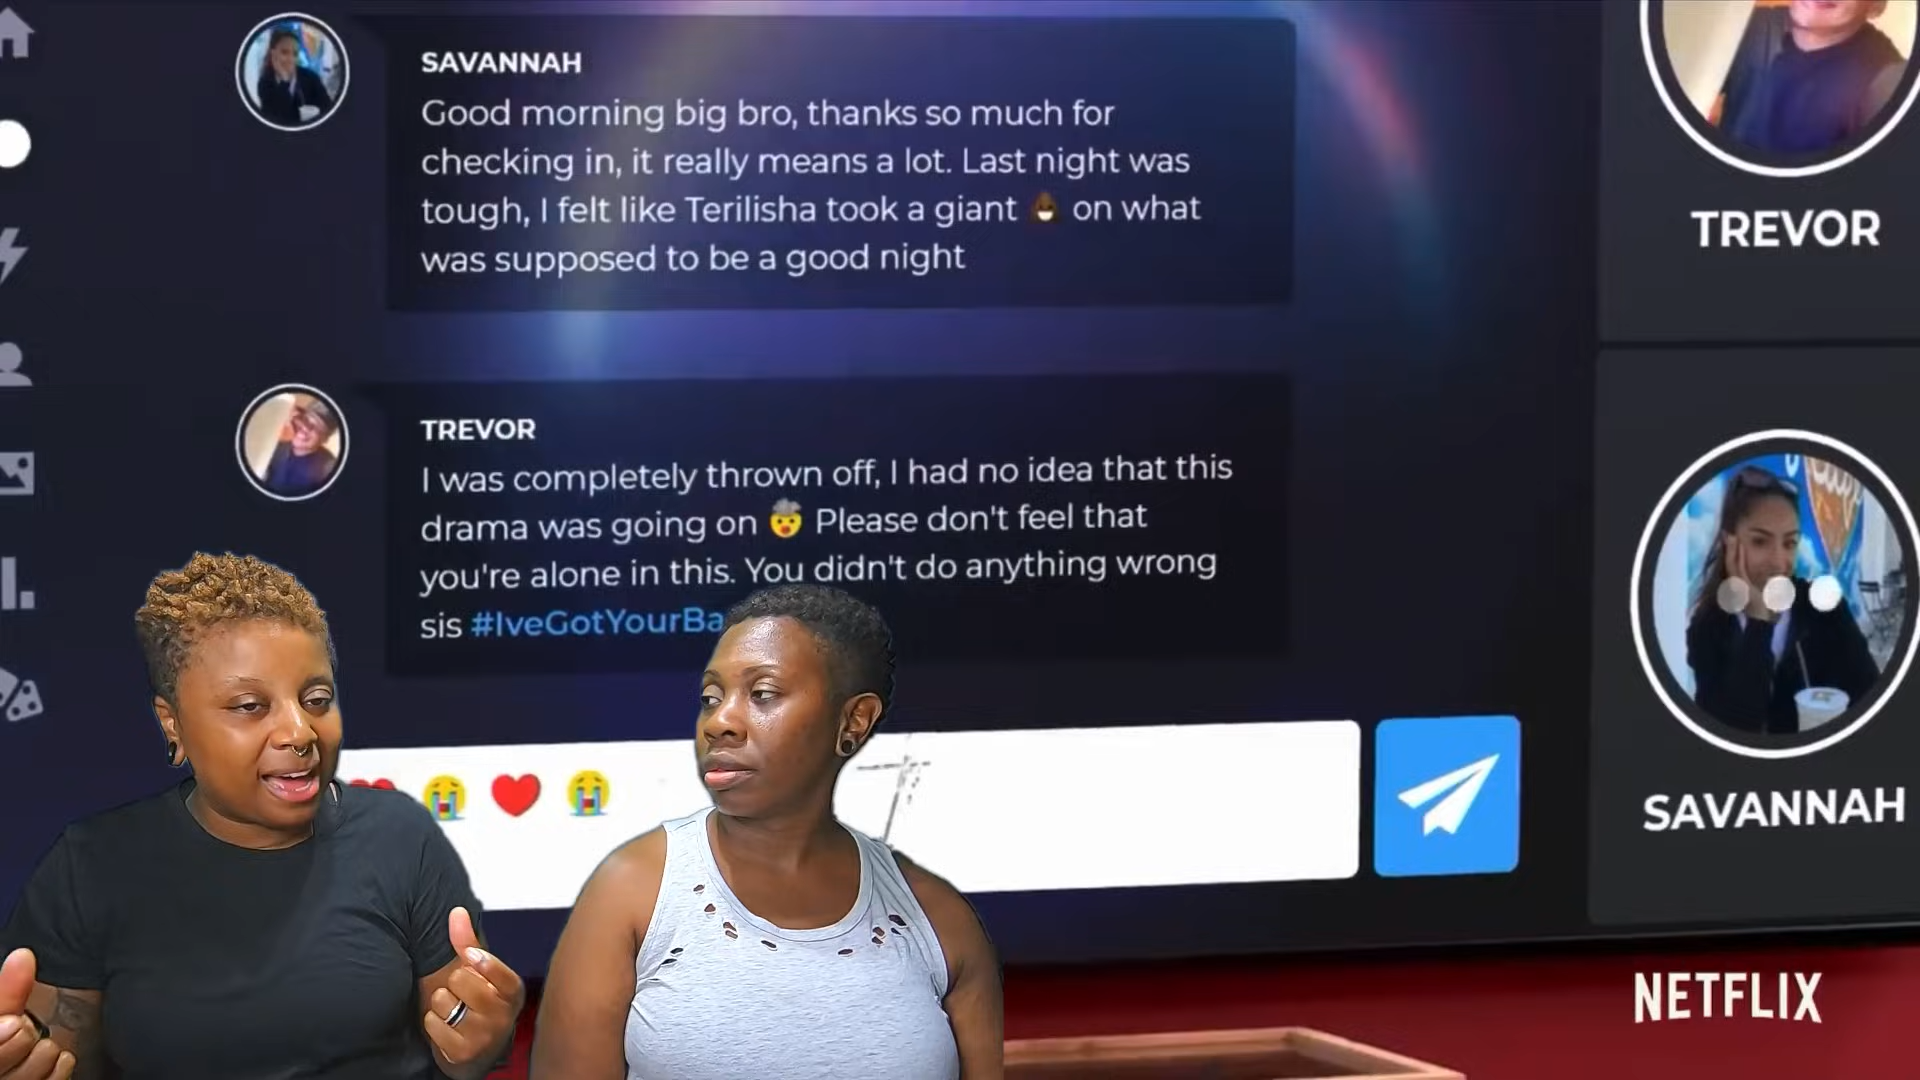 SAVANNAH
Good morning big bro, thanks so much for
checking in, it really means a lot. Last night was
tough, I felt like Terilisha took a giant 💩 on what
was supposed to be a good night
TREVOR
I was completely thrown off, I had no idea that this
drama was going on 🤯 Please don't feel that
you're alone in this. You didn't do anything wrong
sis #IveGotYourBa
TREVOR
SAVANNAH
NETFLIX